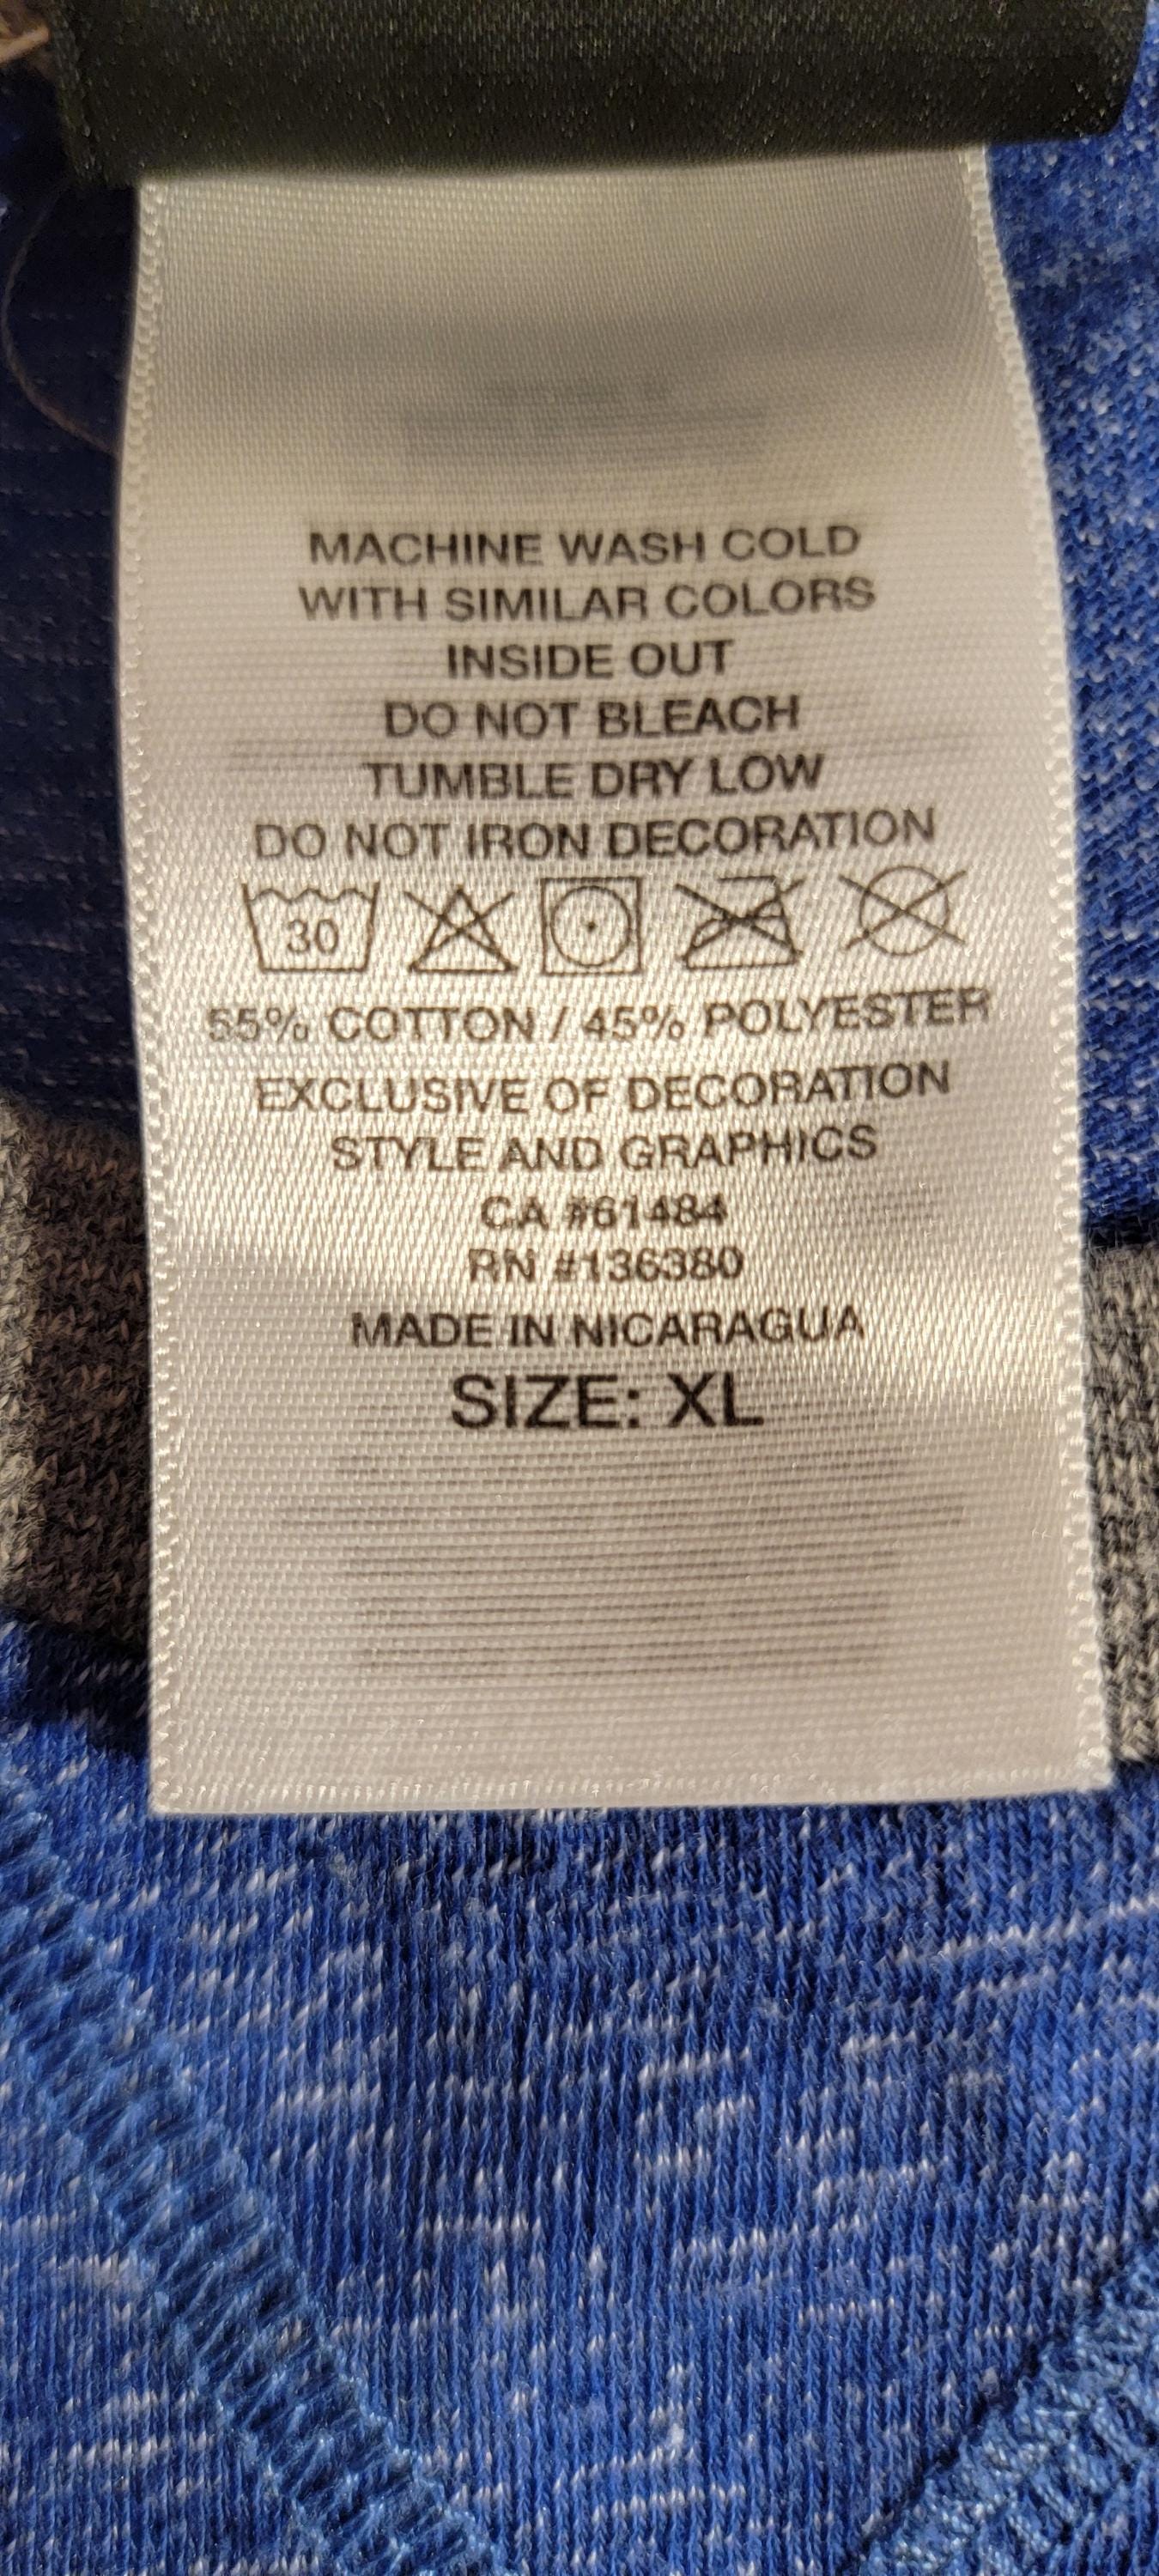 MACHINE WASH COLD
WITH SIMILAR COLORS
INSIDE OUT
DO NOT BLEACH
TUMBLE DRY LOW
DO NOT IRON DECORATION
30
55% COTTON / 45% POLYESTER
EXCLUSIVE OF DECORATION
STYLE AND GRAPHICS
CA #61484
RN #136380
MADE IN NICARAGUA
SIZE: XL